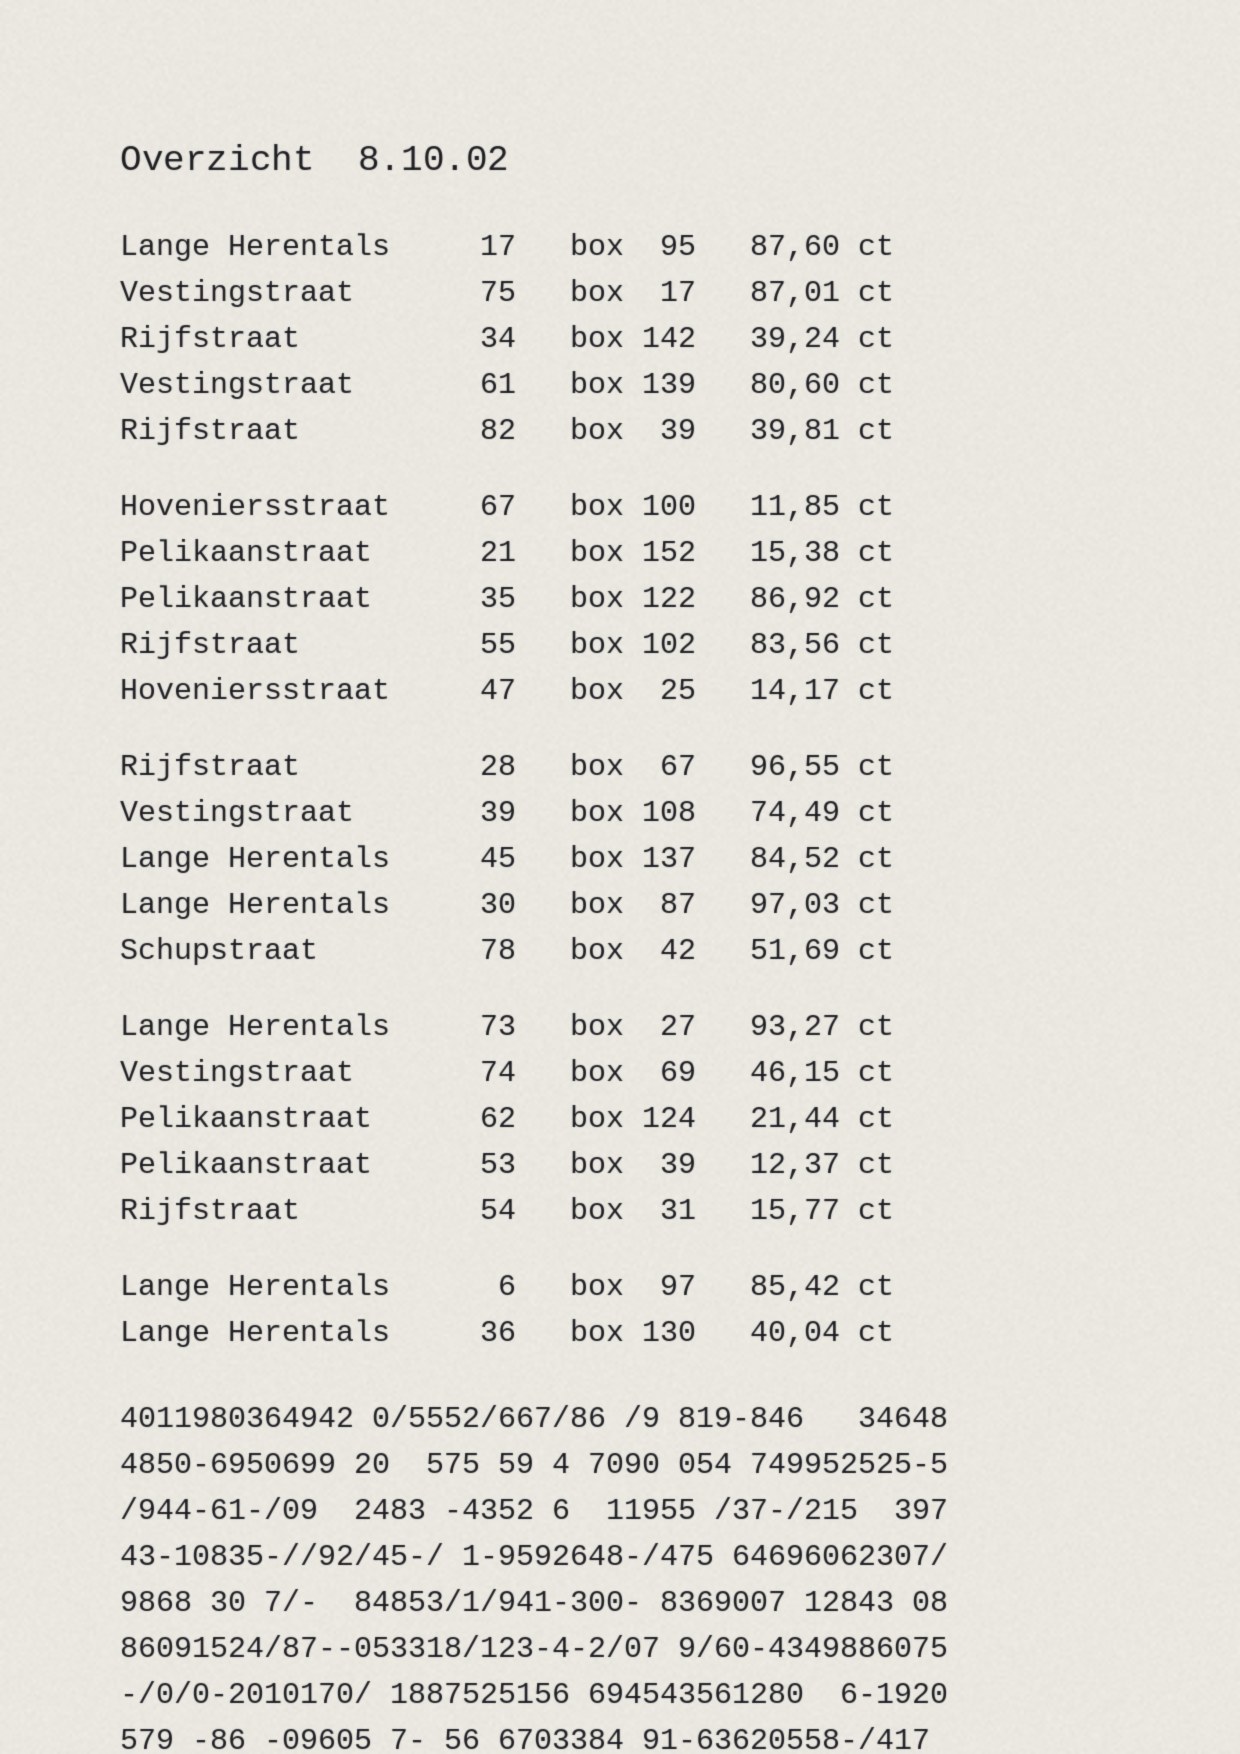 Overzicht  8.10.02
Lange Herentals     17   box  95   87,60 ct
Vestingstraat       75   box  17   87,01 ct
Rijfstraat          34   box 142   39,24 ct
Vestingstraat       61   box 139   80,60 ct
Rijfstraat          82   box  39   39,81 ct
Hoveniersstraat     67   box 100   11,85 ct
Pelikaanstraat      21   box 152   15,38 ct
Pelikaanstraat      35   box 122   86,92 ct
Rijfstraat          55   box 102   83,56 ct
Hoveniersstraat     47   box  25   14,17 ct
Rijfstraat          28   box  67   96,55 ct
Vestingstraat       39   box 108   74,49 ct
Lange Herentals     45   box 137   84,52 ct
Lange Herentals     30   box  87   97,03 ct
Schupstraat         78   box  42   51,69 ct
Lange Herentals     73   box  27   93,27 ct
Vestingstraat       74   box  69   46,15 ct
Pelikaanstraat      62   box 124   21,44 ct
Pelikaanstraat      53   box  39   12,37 ct
Rijfstraat          54   box  31   15,77 ct
Lange Herentals      6   box  97   85,42 ct
Lange Herentals     36   box 130   40,04 ct
4011980364942 0/5552/667/86 /9 819-846   34648
4850-6950699 20  575 59 4 7090 054 749952525-5
/944-61-/09  2483 -4352 6  11955 /37-/215  397
43-10835-//92/45-/ 1-9592648-/475 64696062307/
9868 30 7/-  84853/1/941-300- 8369007 12843 08
86091524/87--053318/123-4-2/07 9/60-4349886075
-/0/0-2010170/ 1887525156 694543561280  6-1920
579 -86 -09605 7- 56 6703384 91-63620558-/417